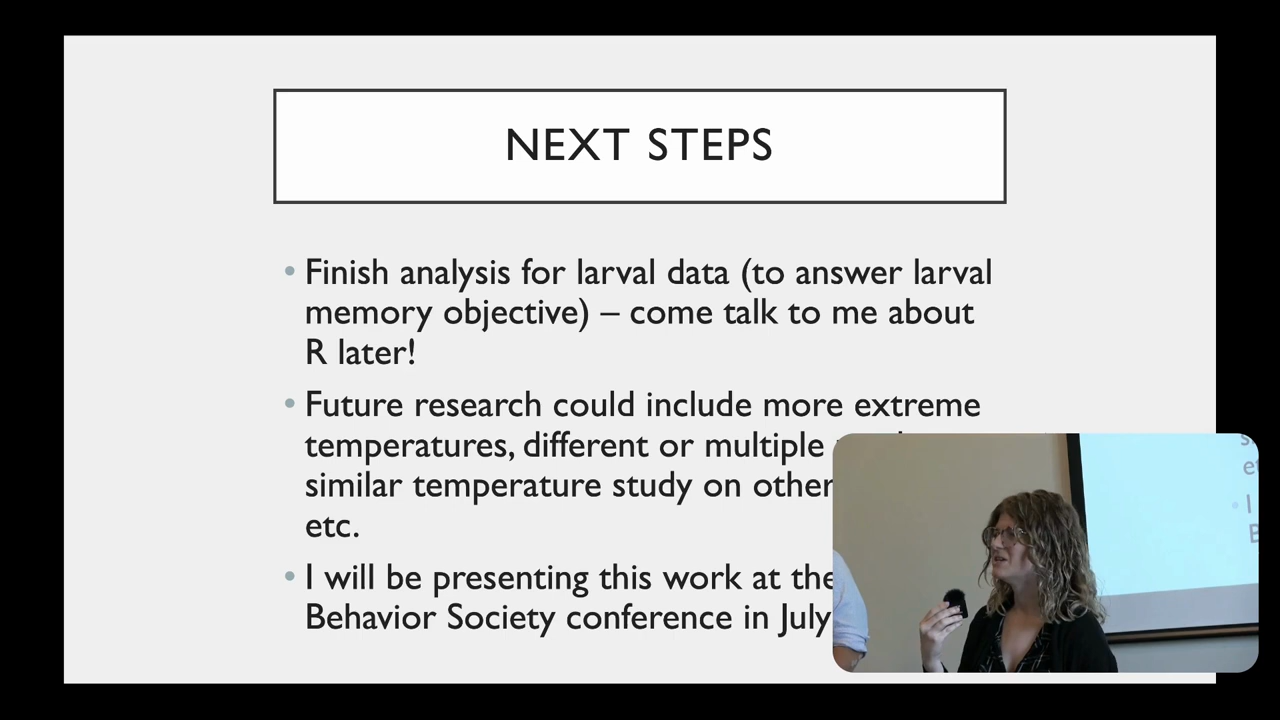 NEXT STEPS
• Finish analysis for larval data (to answer larval
memory objective) – come talk to me about
R later!
• Future research could include more extreme
temperatures, different or multiple
similar temperature study on other
etc.
• I will be presenting this work at the
Behavior Society conference in July